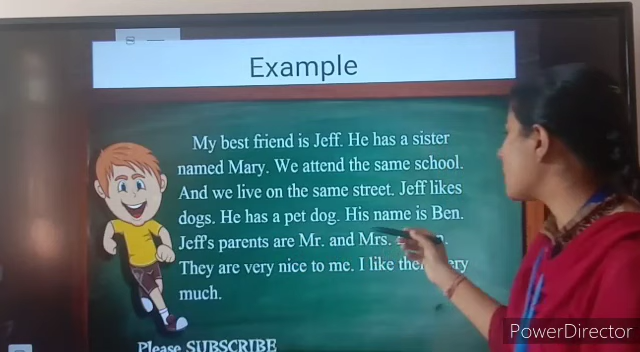 Example
My best friend is Jeff. He has a sister
named Mary. We attend the same school.
And we live on the same street. Jeff likes
dogs. He has a pet dog. His name is Ben.
Jeff's parents are Mr. and Mrs.
They are very nice to me. I like
much.
Please SUBSCRIBE
PowerDirector